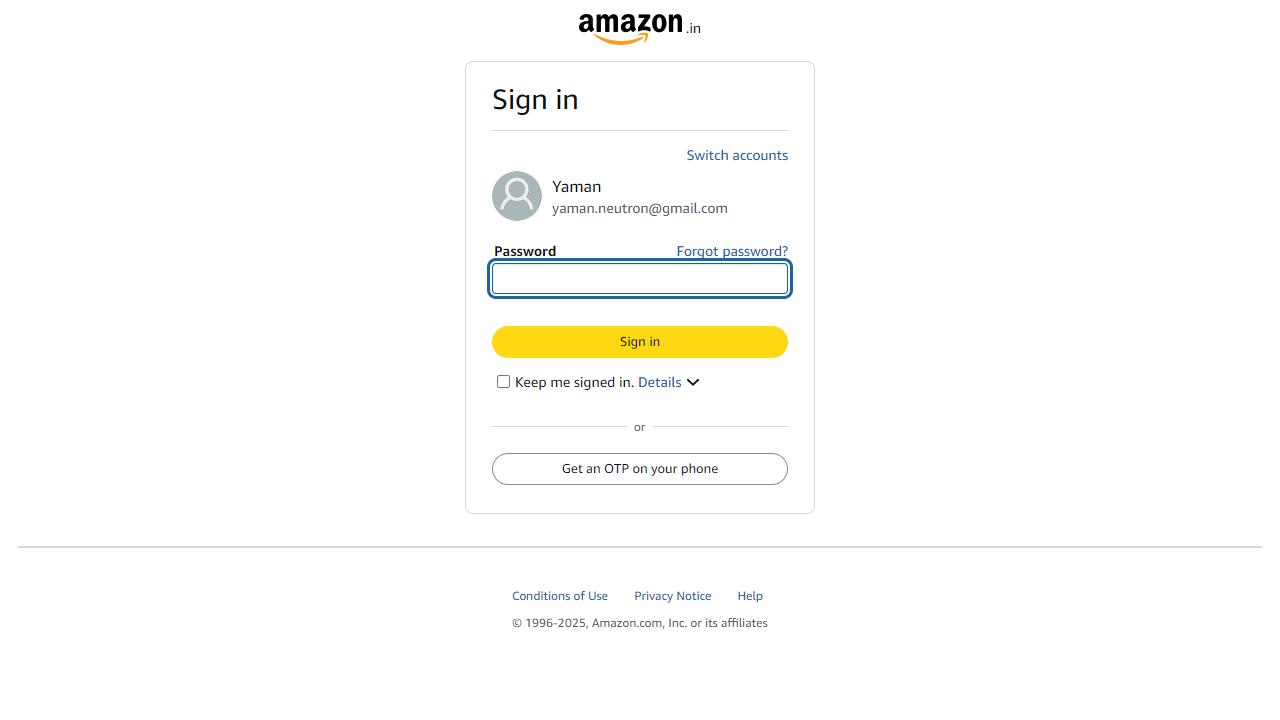 amazon.in
Sign in
Switch accounts
Yaman
yaman.neutron@gmail.com
Password Forgot password?
Sign in
Keep me signed in. Details
or
Get an OTP on your phone
Conditions of Use Privacy Notice Help
© 1996-2025, Amazon.com, Inc. or its affiliates